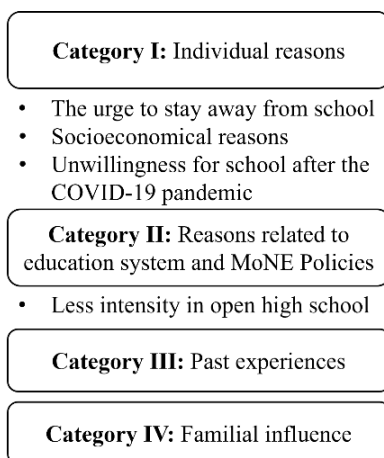 Category I: Individual reasons
• The urge to stay away from school
• Socioeconomical reasons
• Unwillingness for school after the
COVID-19 pandemic
Category II: Reasons related to
education system and MoNE Policies
• Less intensity in open high school
Category III: Past experiences
Category IV: Familial influence